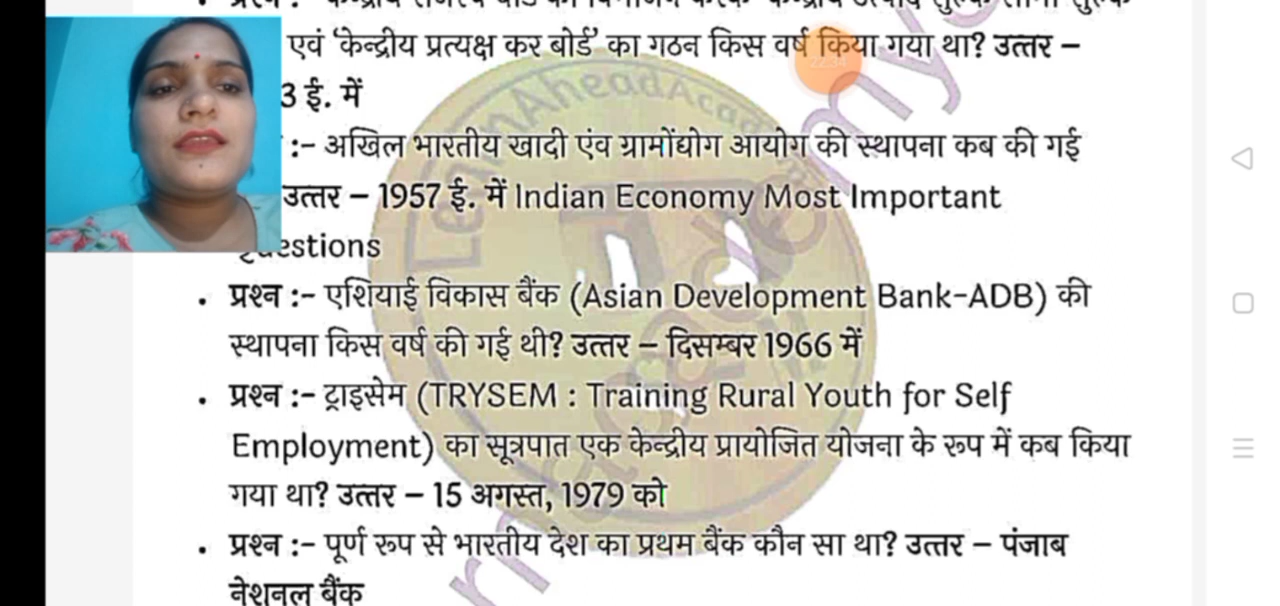 एवं ‘केन्द्रीय प्रत्यक्ष कर बोर्ड’ का गठन किस वर्ष किया गया था? उत्तर –
3 ई. में
:- अखिल भारतीय खादी एंव ग्रामोंद्योग आयोग की स्थापना कब की गई
उत्तर – 1957 ई. में Indian Economy Most Important
estions
• प्रश्न :- एशियाई विकास बैंक (Asian Development Bank-ADB) की
स्थापना किस वर्ष की गई थी? उत्तर – दिसम्बर 1966 में
• प्रश्न :- ट्राइसेम (TRYSEM : Training Rural Youth for Self
Employment) का सूत्रपात एक केन्द्रीय प्रायोजित योजना के रूप में कब किया
गया था? उत्तर – 15 अगस्त, 1979 को
• प्रश्न :- पूर्ण रूप से भारतीय देश का प्रथम बैंक कौन सा था? उत्तर – पंजाब
नेशनल बैंक
22:34
LearnAheadAcademy